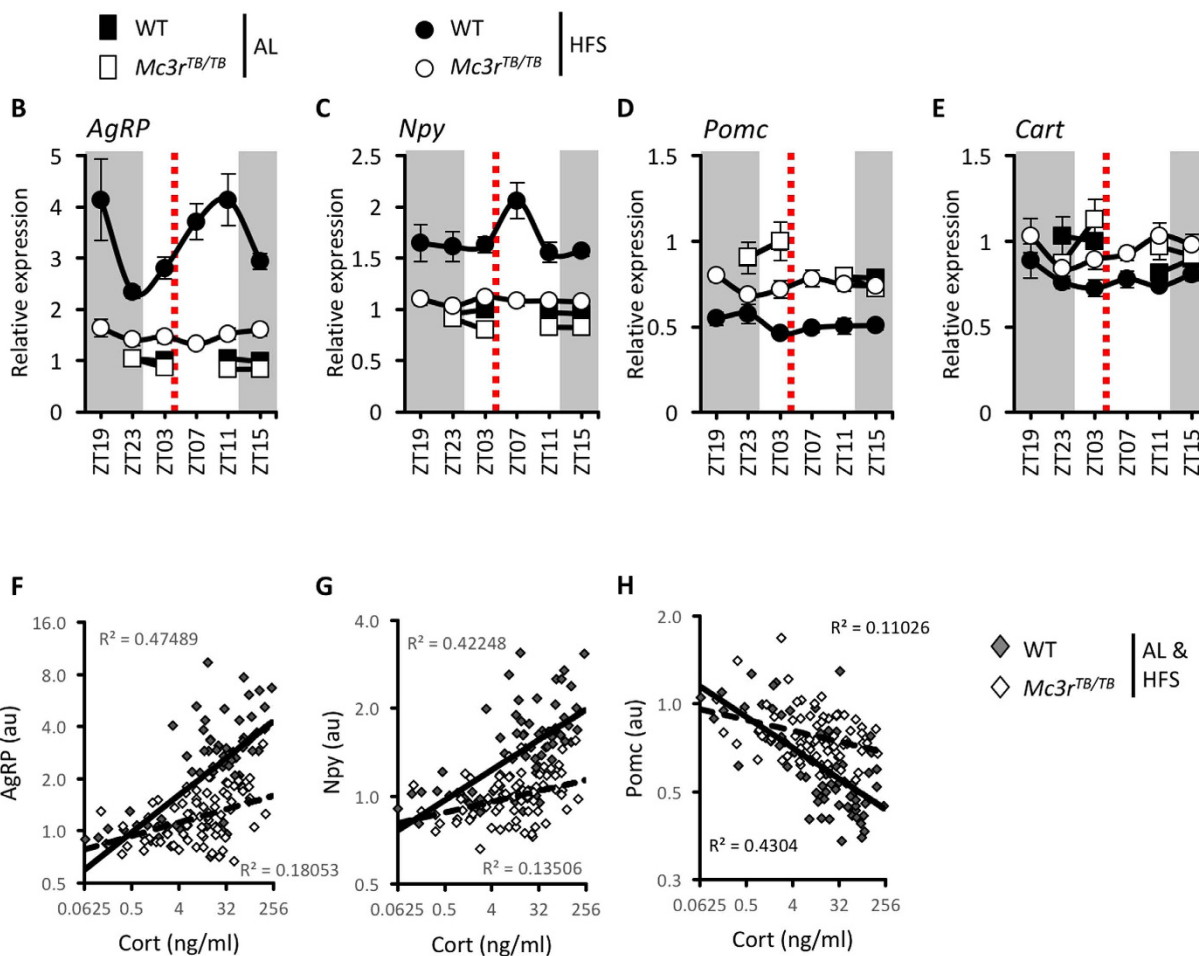 WT
Mc3rTB/TB
AL
WT
Mc3rTB/TB
HFS
B
AgRP
Relative expression
5
4
3
2
1
0
ZT19
ZT23
ZT03
ZT07
ZT11
ZT15
C
Npy
Relative expression
2.5
2
1.5
1
0.5
0
ZT19
ZT23
ZT03
ZT07
ZT11
ZT15
D
Pomc
Relative expression
1.5
1
0.5
0
ZT19
ZT23
ZT03
ZT07
ZT11
ZT15
E
Cart
Relative expression
1.5
1
0.5
0
ZT19
ZT23
ZT03
ZT07
ZT11
ZT15
F
AgRP (au)
16.0
8.0
4.0
2.0
1.0
0.5
R² = 0.47489
R² = 0.18053
0.0625 0.5 4 32 256
Cort (ng/ml)
G
Npy (au)
4.0
2.0
1.0
0.5
R² = 0.42248
R² = 0.13506
0.0625 0.5 4 32 256
Cort (ng/ml)
H
Pomc (au)
2.0
1.0
0.5
0.3
R² = 0.11026
R² = 0.4304
0.0625 0.5 4 32 256
Cort (ng/ml)
WT
Mc3rTB/TB
AL &
HFS